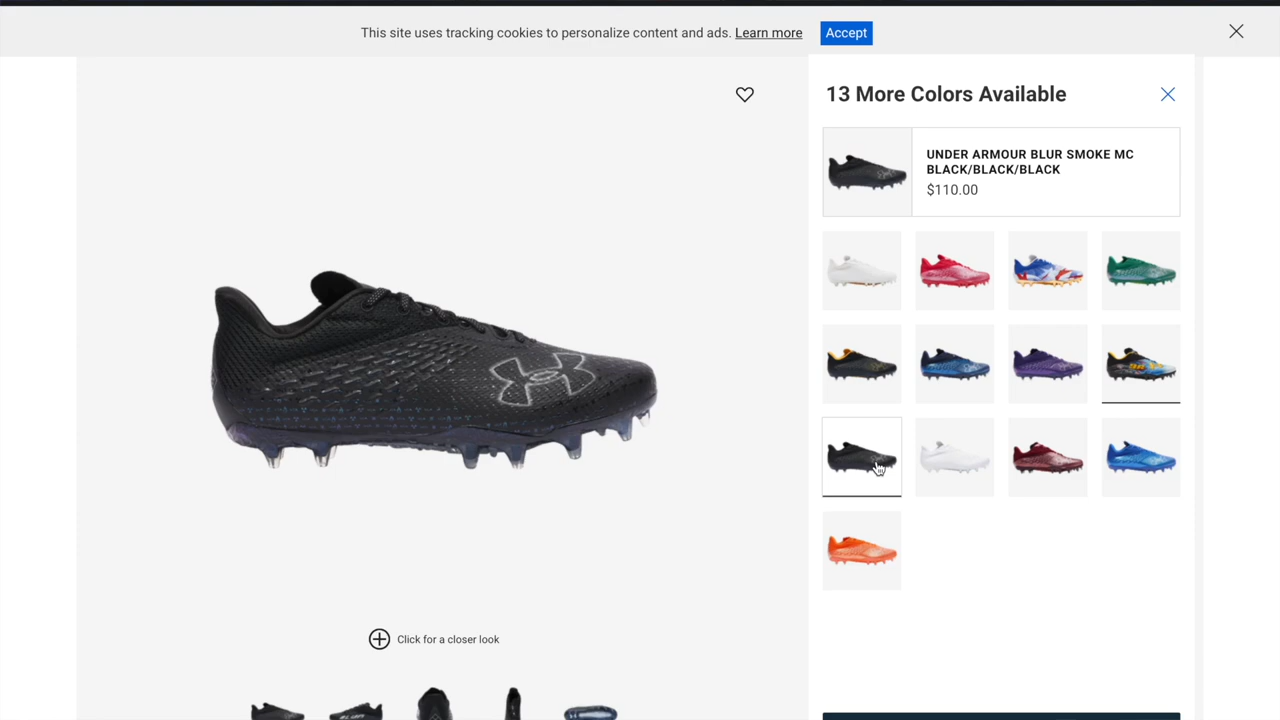 This site uses tracking cookies to personalize content and ads. Learn more
Accept
13 More Colors Available
UNDER ARMOUR BLUR SMOKE MC
BLACK/BLACK/BLACK
$110.00
Click for a closer look